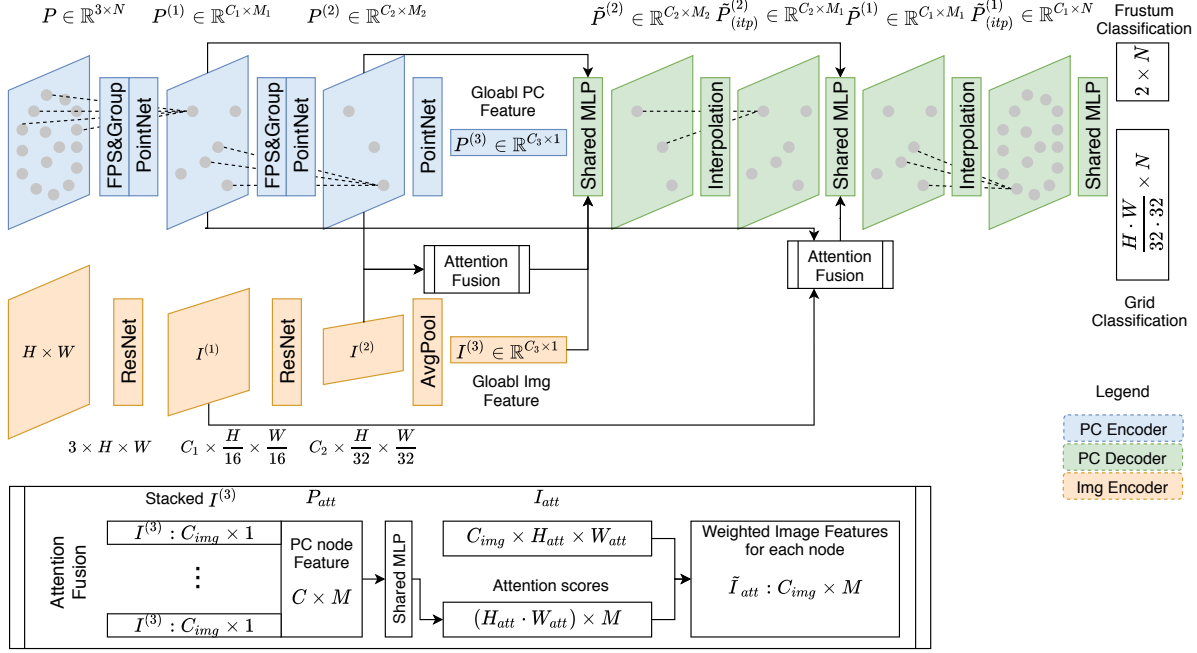 P ∈ ℝ^{3×N}
P^{(1)} ∈ ℝ^{C_1×M_1}
P^{(2)} ∈ ℝ^{C_2×M_2}
P̃^{(2)} ∈ ℝ^{C_2×M_2}
P̃^{(2)}_{(itp)} ∈ ℝ^{C_2×M_1}
P̃^{(1)} ∈ ℝ^{C_1×M_1}
P̃^{(1)}_{(itp)} ∈ ℝ^{C_1×N}
Frustum
Classification
FPS&Group
PointNet
FPS&Group
PointNet
PointNet
Gloabl PC
Feature
P^{(3)} ∈ ℝ^{C_3×1}
Shared MLP
Interpolation
Shared MLP
Interpolation
Shared MLP
2 × N
H · W / 32 · 32 × N
Grid
Classification
Attention
Fusion
Attention
Fusion
H × W
ResNet
I^{(1)}
ResNet
I^{(2)}
AvgPool
I^{(3)} ∈ ℝ^{C_3×1}
Gloabl Img
Feature
3 × H × W
C_1 × H/16 × W/16
C_2 × H/32 × W/32
Legend
PC Encoder
PC Decoder
Img Encoder
Attention
Fusion
Stacked I^{(3)}
I^{(3)} : C_{img} × 1
⋮
I^{(3)} : C_{img} × 1
P_{att}
PC node
Feature
C × M
Shared MLP
I_{att}
C_{img} × H_{att} × W_{att}
Attention scores
(H_{att} · W_{att}) × M
Weighted Image Features
for each node
Ĩ_{att} : C_{img} × M